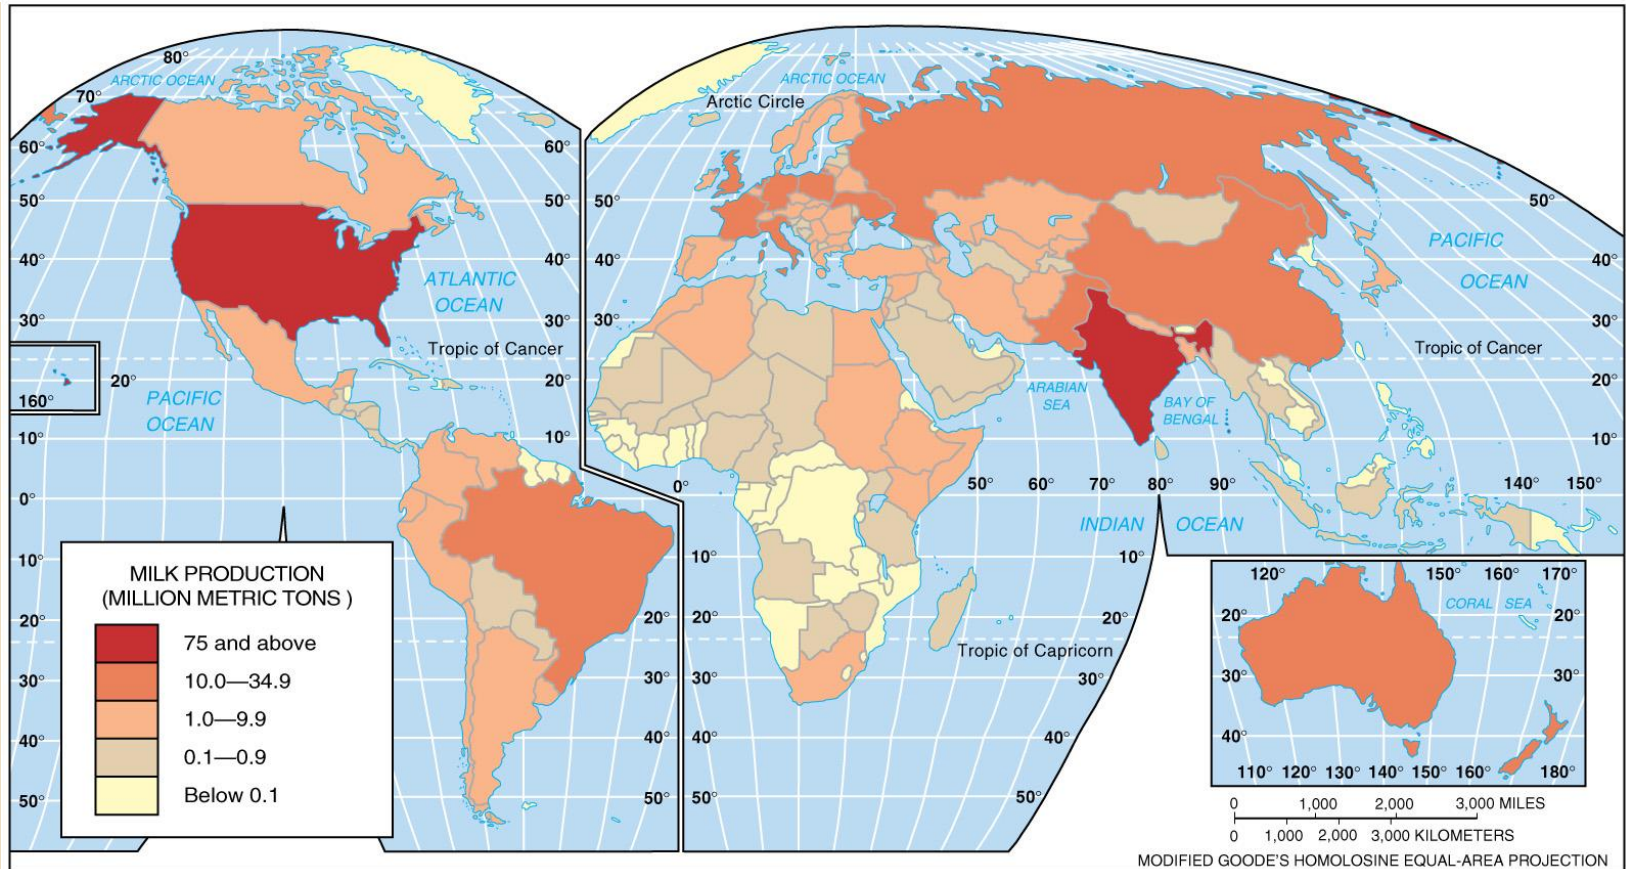 80°
ARCTIC OCEAN
70°
60°
60°
50°
50°
40°
40°
ATLANTIC
OCEAN
30°
Tropic of Cancer
20°
20°
160°
PACIFIC
OCEAN
10°
10°
0°
0°
10°
20°
30°
40°
40°
50°
50°
20°
30°
10°
MILK PRODUCTION
(MILLION METRIC TONS )
75 and above
10.0—34.9
1.0—9.9
0.1—0.9
Below 0.1
ARCTIC OCEAN
Arctic Circle
50°
50°
40°
40°
30°
30°
PACIFIC
OCEAN
Tropic of Cancer
20°
10°
ARABIAN
SEA
BAY OF
BENGAL
50° 60° 70° 80° 90°
140° 150°
INDIAN OCEAN
10°
10°
20°
20°
Tropic of Capricorn
30°
30°
40°
40°
50°
50°
120° 150° 160° 170°
CORAL SEA
20° 20°
30° 30°
40°
110° 120° 130° 140° 150° 160° 180°
0 1,000 2,000 3,000 MILES
0 1,000 2,000 3,000 KILOMETERS
MODIFIED GOODE'S HOMOLOSINE EQUAL-AREA PROJECTION